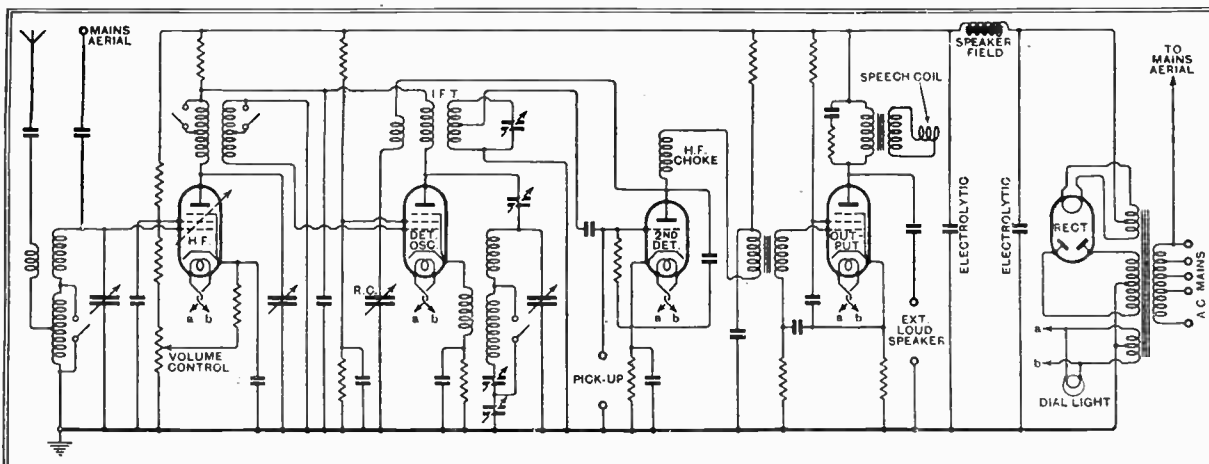 MAINS
AERIAL
I F T
SPEAKER
FIELD
TO
MAINS
AERIAL
SPEECH COIL
H.F.
CHOKE
H.F.
DET.
OSC.
2ND
DET.
OUT-
PUT
ELECTROLYTIC
ELECTROLYTIC
RECT.
A C MAINS
R.C.
a b
a b
a b
a b
VOLUME
CONTROL
PICK-UP
EXT.
LOUD
SPEAKER
a
b
DIAL LIGHT